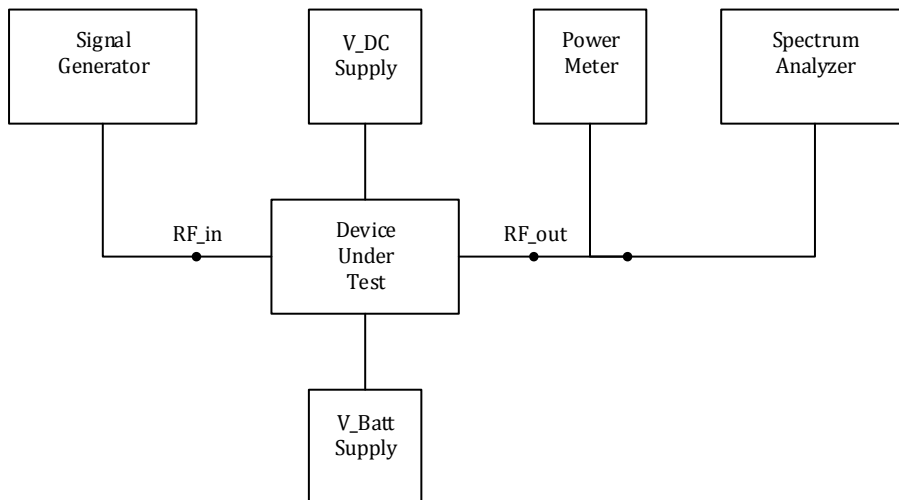 Signal
Generator
V_DC
Supply
Power
Meter
Spectrum
Analyzer
RF_in
Device
Under
Test
RF_out
V_Batt
Supply